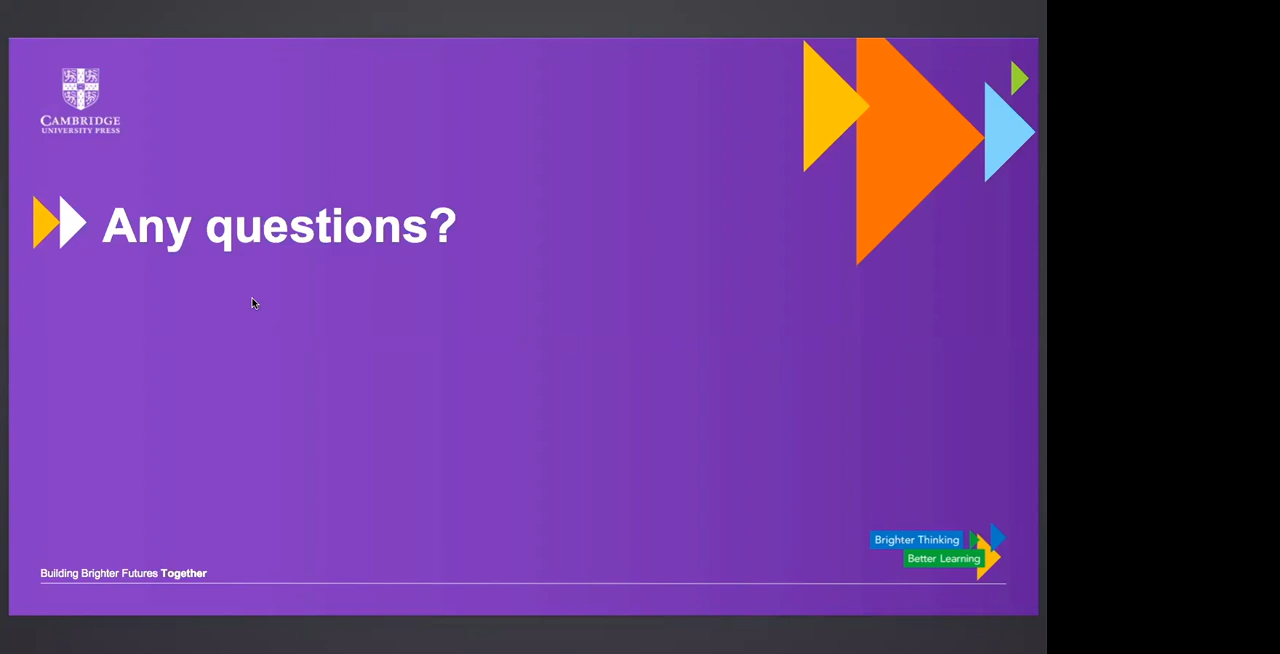 CAMBRIDGE
UNIVERSITY PRESS
Any questions?
Brighter Thinking
Better Learning
Building Brighter Futures Together